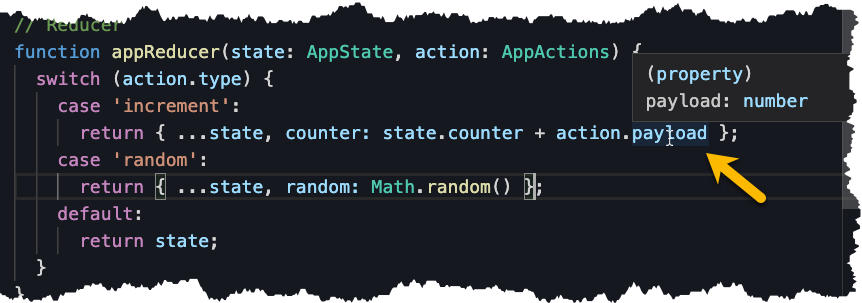 // Reducer
function appReducer(state: AppState, action: AppActions) {
switch (action.type) {
(property)
case 'increment':
payload: number
return { ...state, counter: state.counter + action.payload };
case 'random':
return { ...state, random: Math.random() };
default:
return state;
}
}